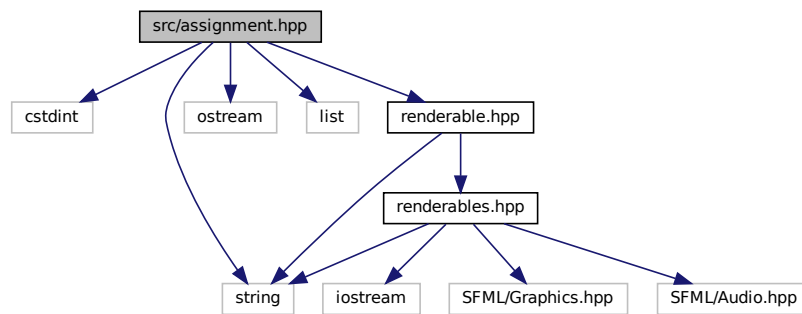 src/assignment.hpp
cstdint
ostream
list
renderable.hpp
renderables.hpp
string
iostream
SFML/Graphics.hpp
SFML/Audio.hpp